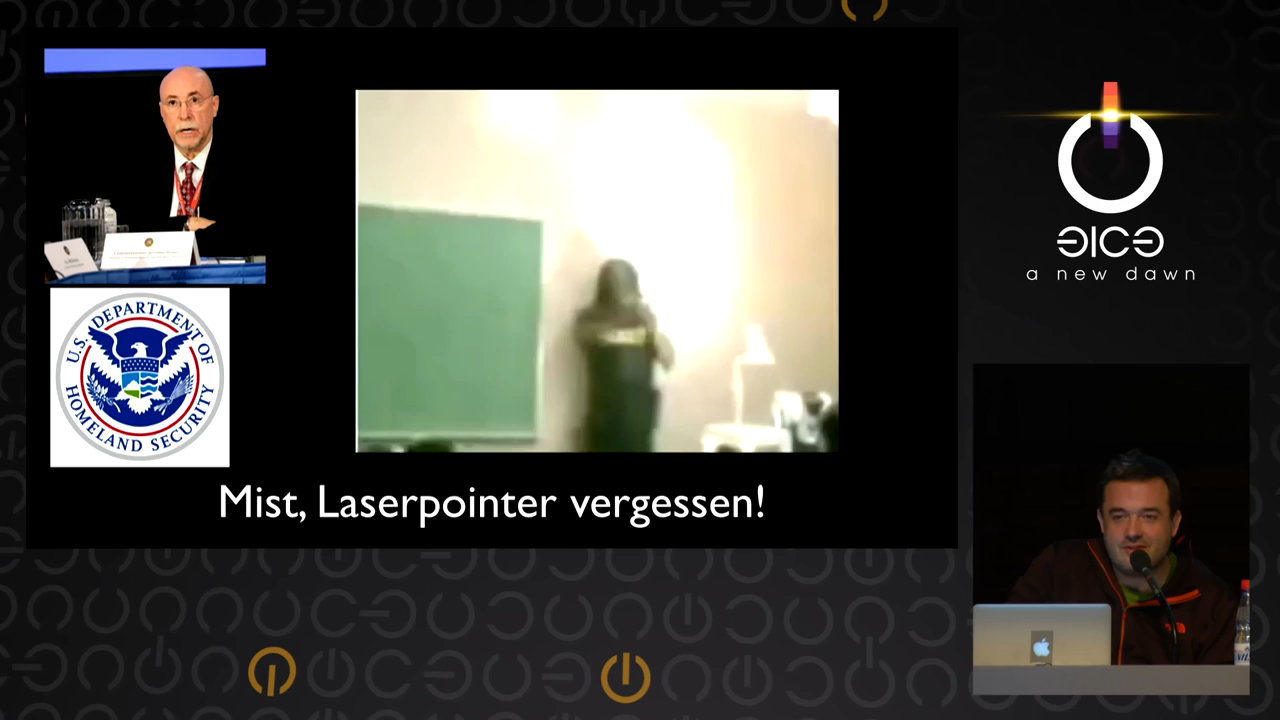 U.S. DEPARTMENT OF
HOMELAND SECURITY
Mist, Laserpointer vergessen!
a new dawn